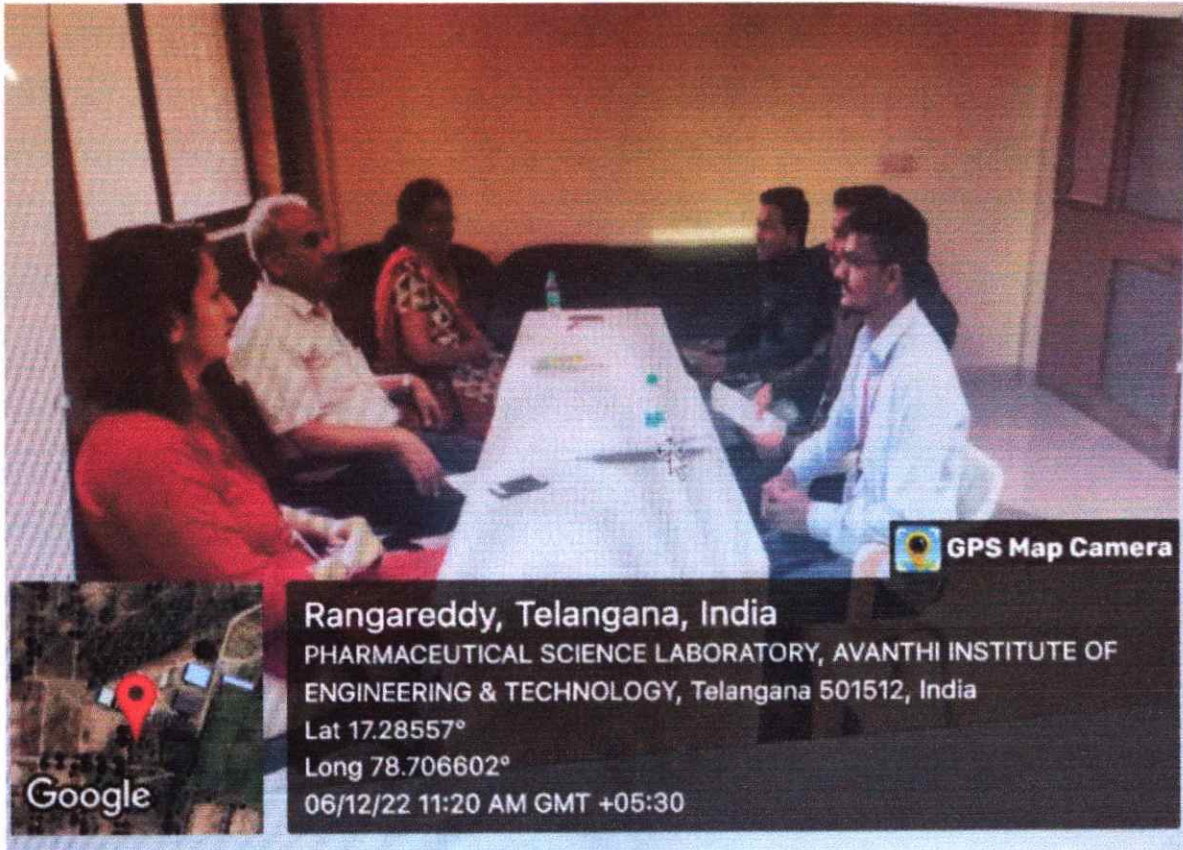 GPS Map Camera
Rangareddy, Telangana, India
PHARMACEUTICAL SCIENCE LABORATORY, AVANTHI INSTITUTE OF
ENGINEERING & TECHNOLOGY, Telangana 501512, India
Lat 17.28557°
Long 78.706602°
06/12/22 11:20 AM GMT +05:30
Google